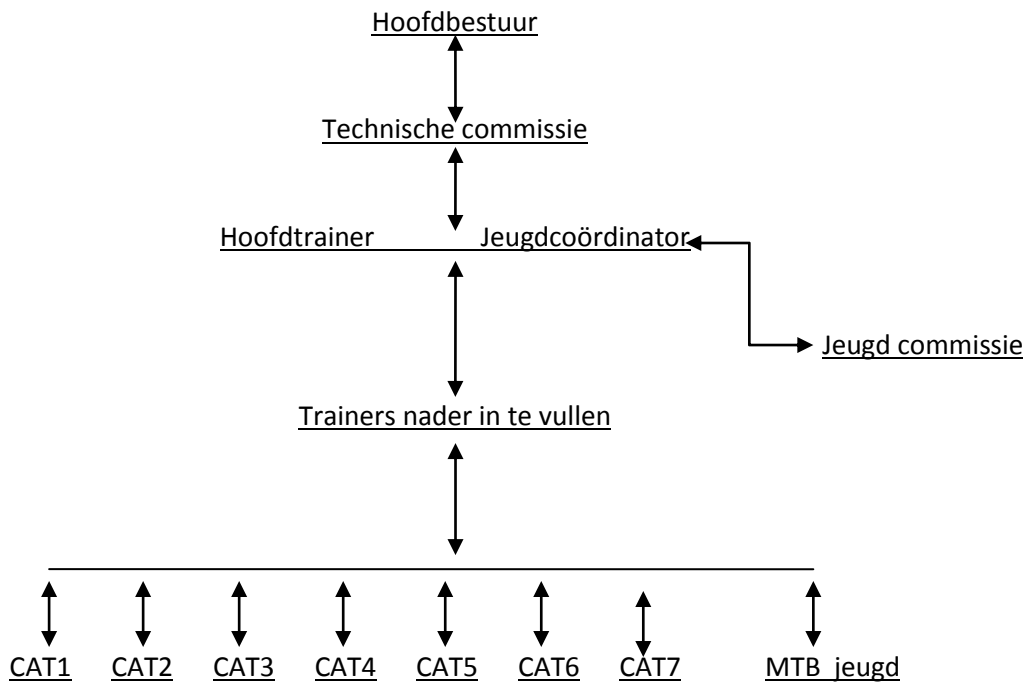 Hoofdbestuur
Technische commissie
Hoofdtrainer Jeugdcoördinator
Jeugd commissie
Trainers nader in te vullen
CAT1 CAT2 CAT3 CAT4 CAT5 CAT6 CAT7 MTB jeugd